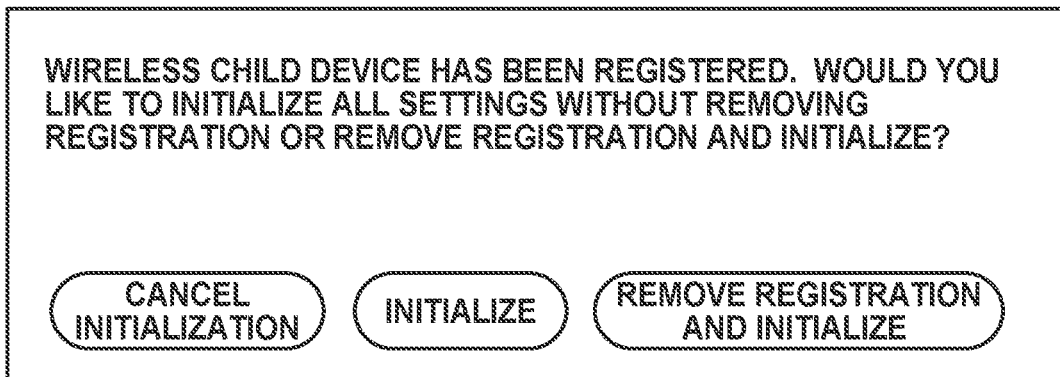 WIRELESS CHILD DEVICE HAS BEEN REGISTERED. WOULD YOU
LIKE TO INITIALIZE ALL SETTINGS WITHOUT REMOVING
REGISTRATION OR REMOVE REGISTRATION AND INITIALIZE?
CANCEL
INITIALIZATION
INITIALIZE
REMOVE REGISTRATION
AND INITIALIZE